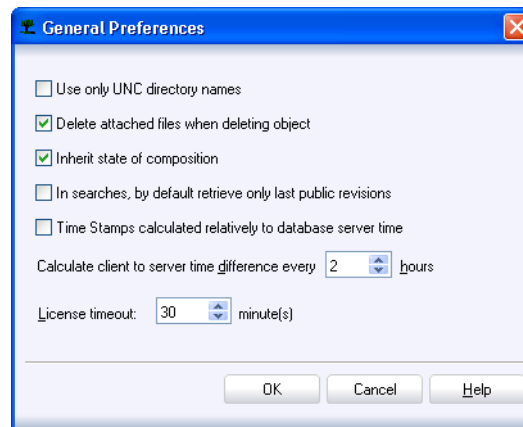 General Preferences
Use only UNC directory names
Delete attached files when deleting object
Inherit state of composition
In searches, by default retrieve only last public revisions
Time Stamps calculated relatively to database server time
Calculate client to server time difference every 2 hours
License timeout: 30 minute(s)
OK Cancel Help